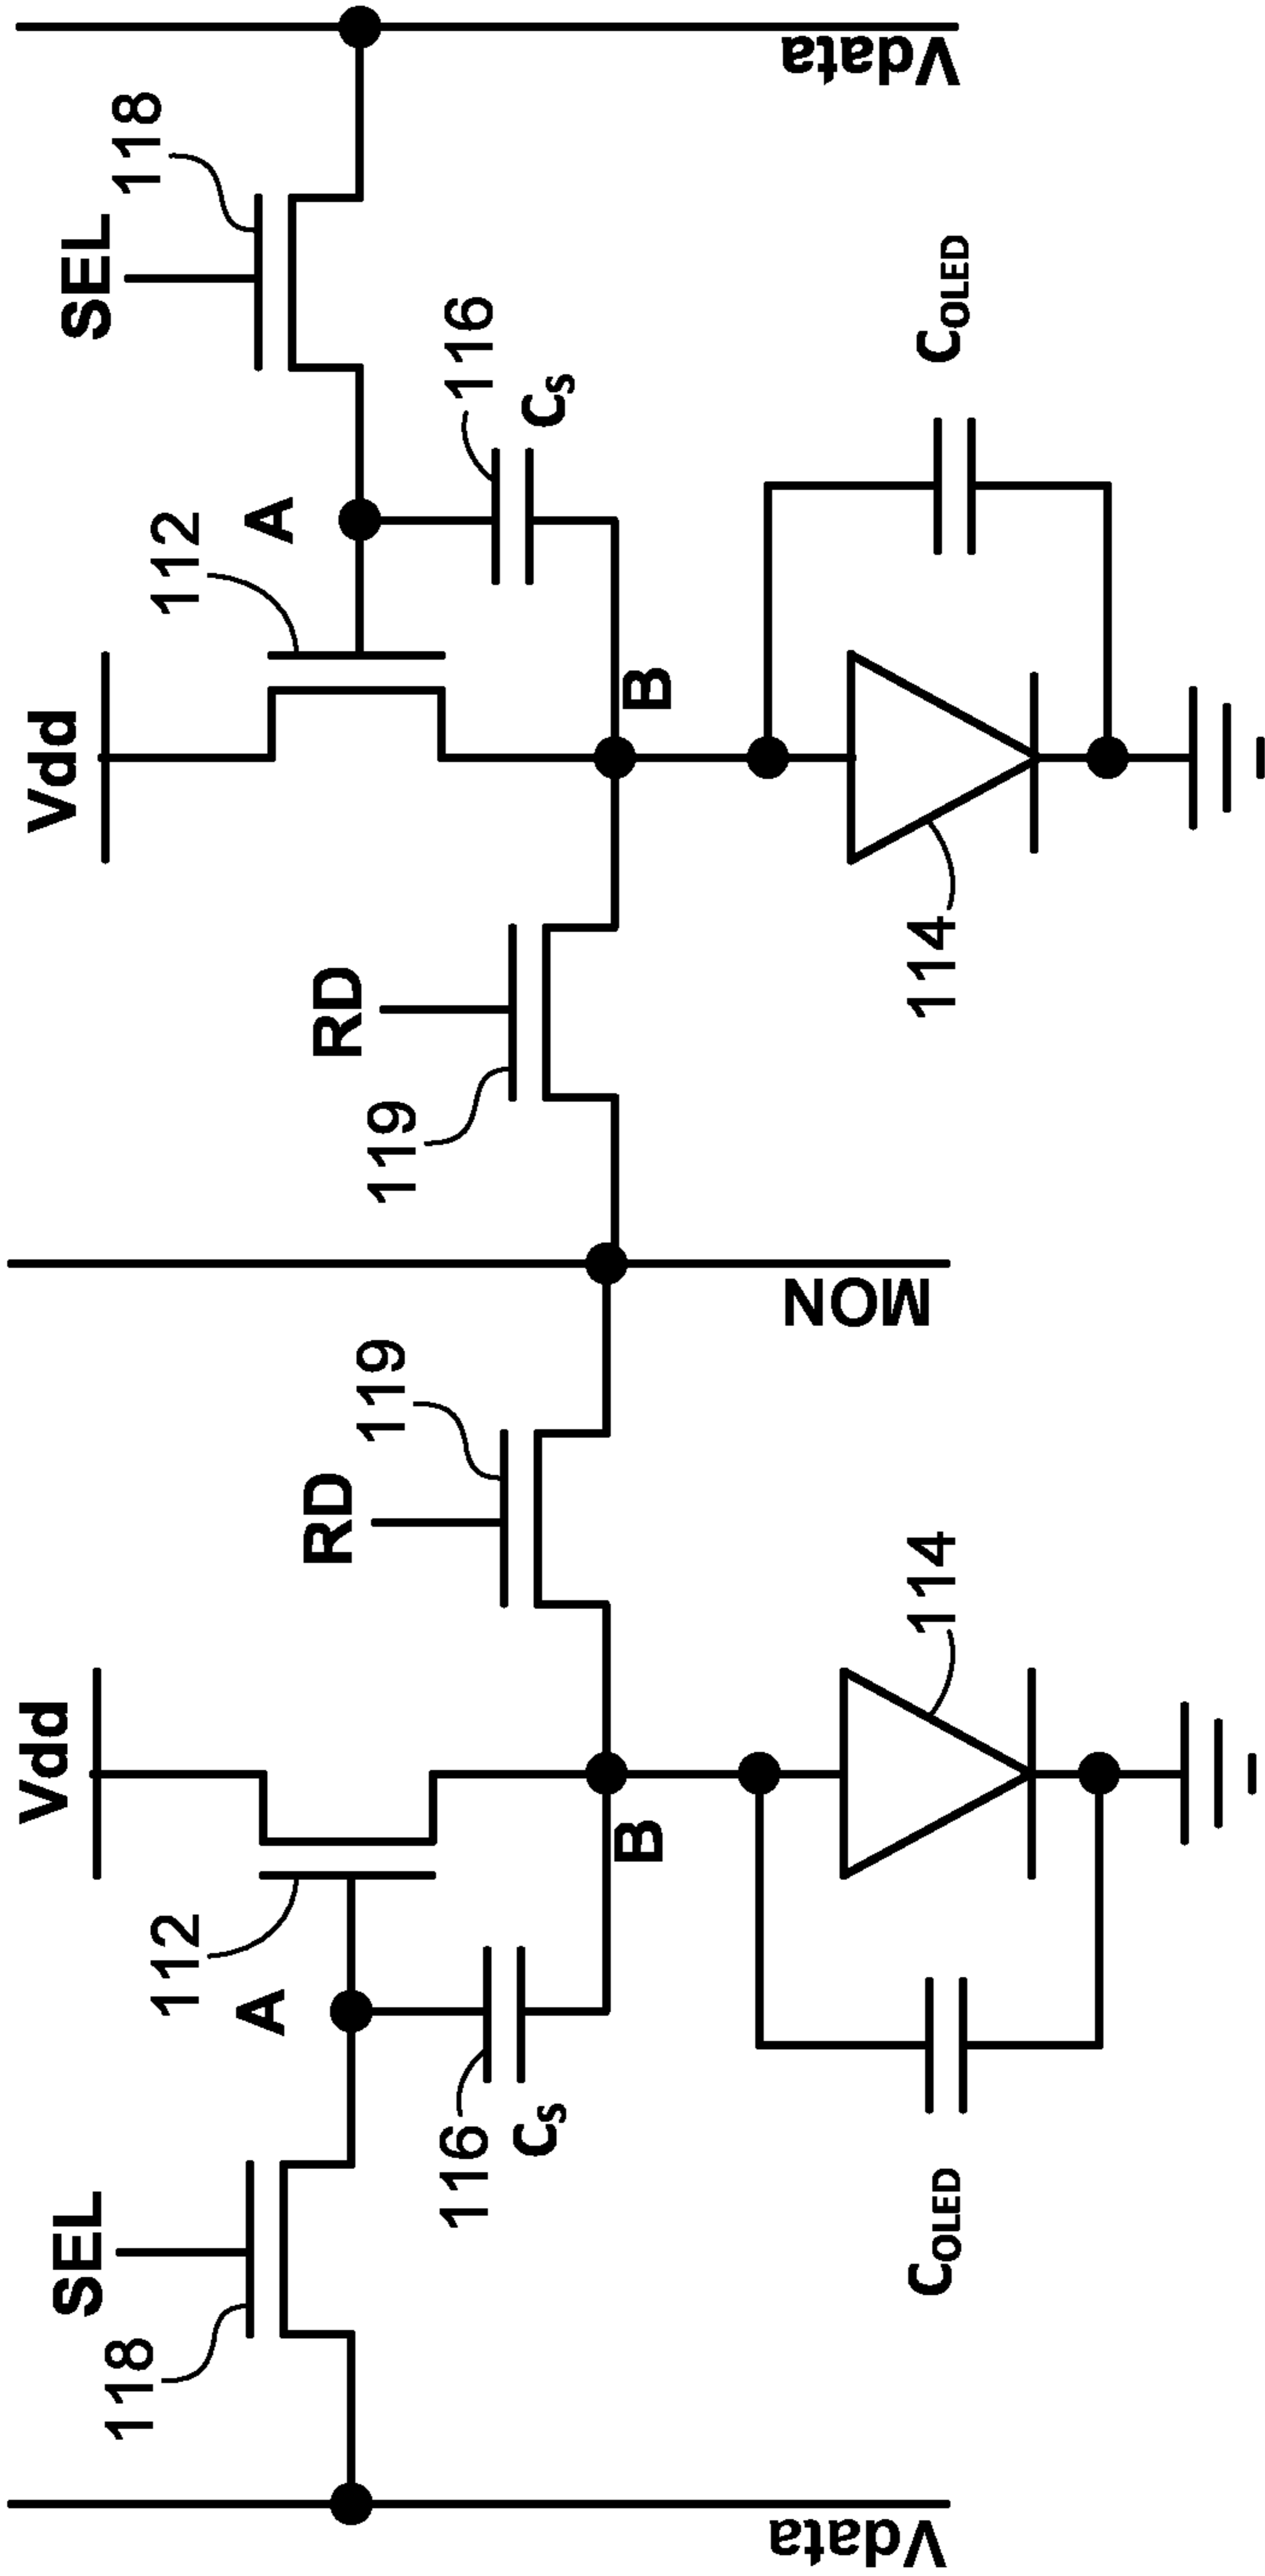 Vdd
Vdd
SEL
SEL
118
112
112
118
A
A
RD
RD
119
119
116
116
Cs
Cs
B
B
Vdata
MON
Vdata
COLED
114
114
COLED